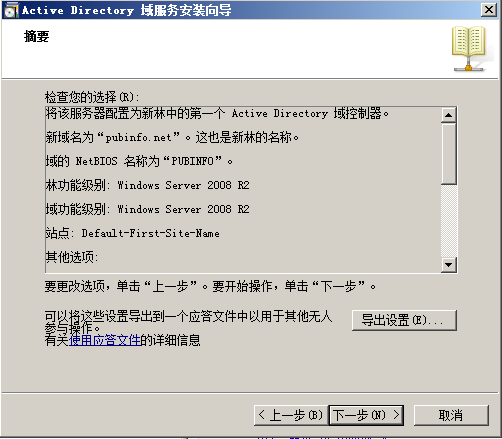 Active Directory 域服务安装向导
摘要
检查您的选择(R):
将该服务器配置为新林中的第一个 Active Directory 域控制器。
新域名为“pubinfo.net”。这也是新林的名称。
域的 NetBIOS 名称为“PUBINFO”。
林功能级别: Windows Server 2008 R2
域功能级别: Windows Server 2008 R2
站点: Default-First-Site-Name
其他选项:
要更改选项，单击“上一步”。要开始操作，单击“下一步”。
可以将这些设置导出到一个应答文件中以用于其他无人
参与操作。
导出设置(E)...
有关使用应答文件的详细信息
< 上一步(B)
下一步(N) >
取消